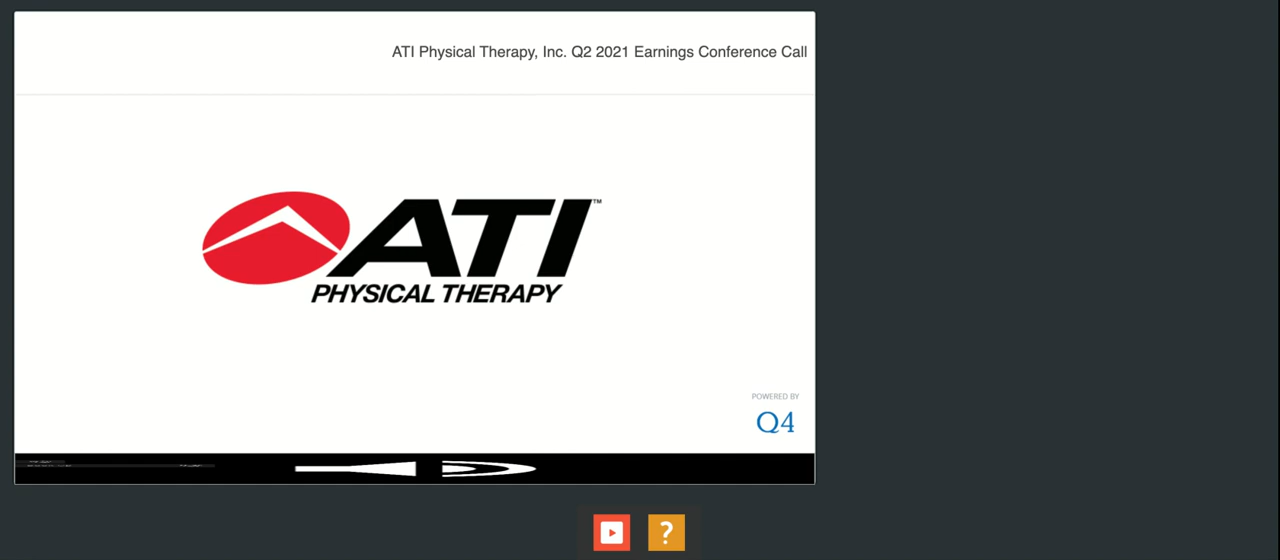 ATI Physical Therapy, Inc. Q2 2021 Earnings Conference Call
ATI™
PHYSICAL THERAPY
POWERED BY
Q4
?